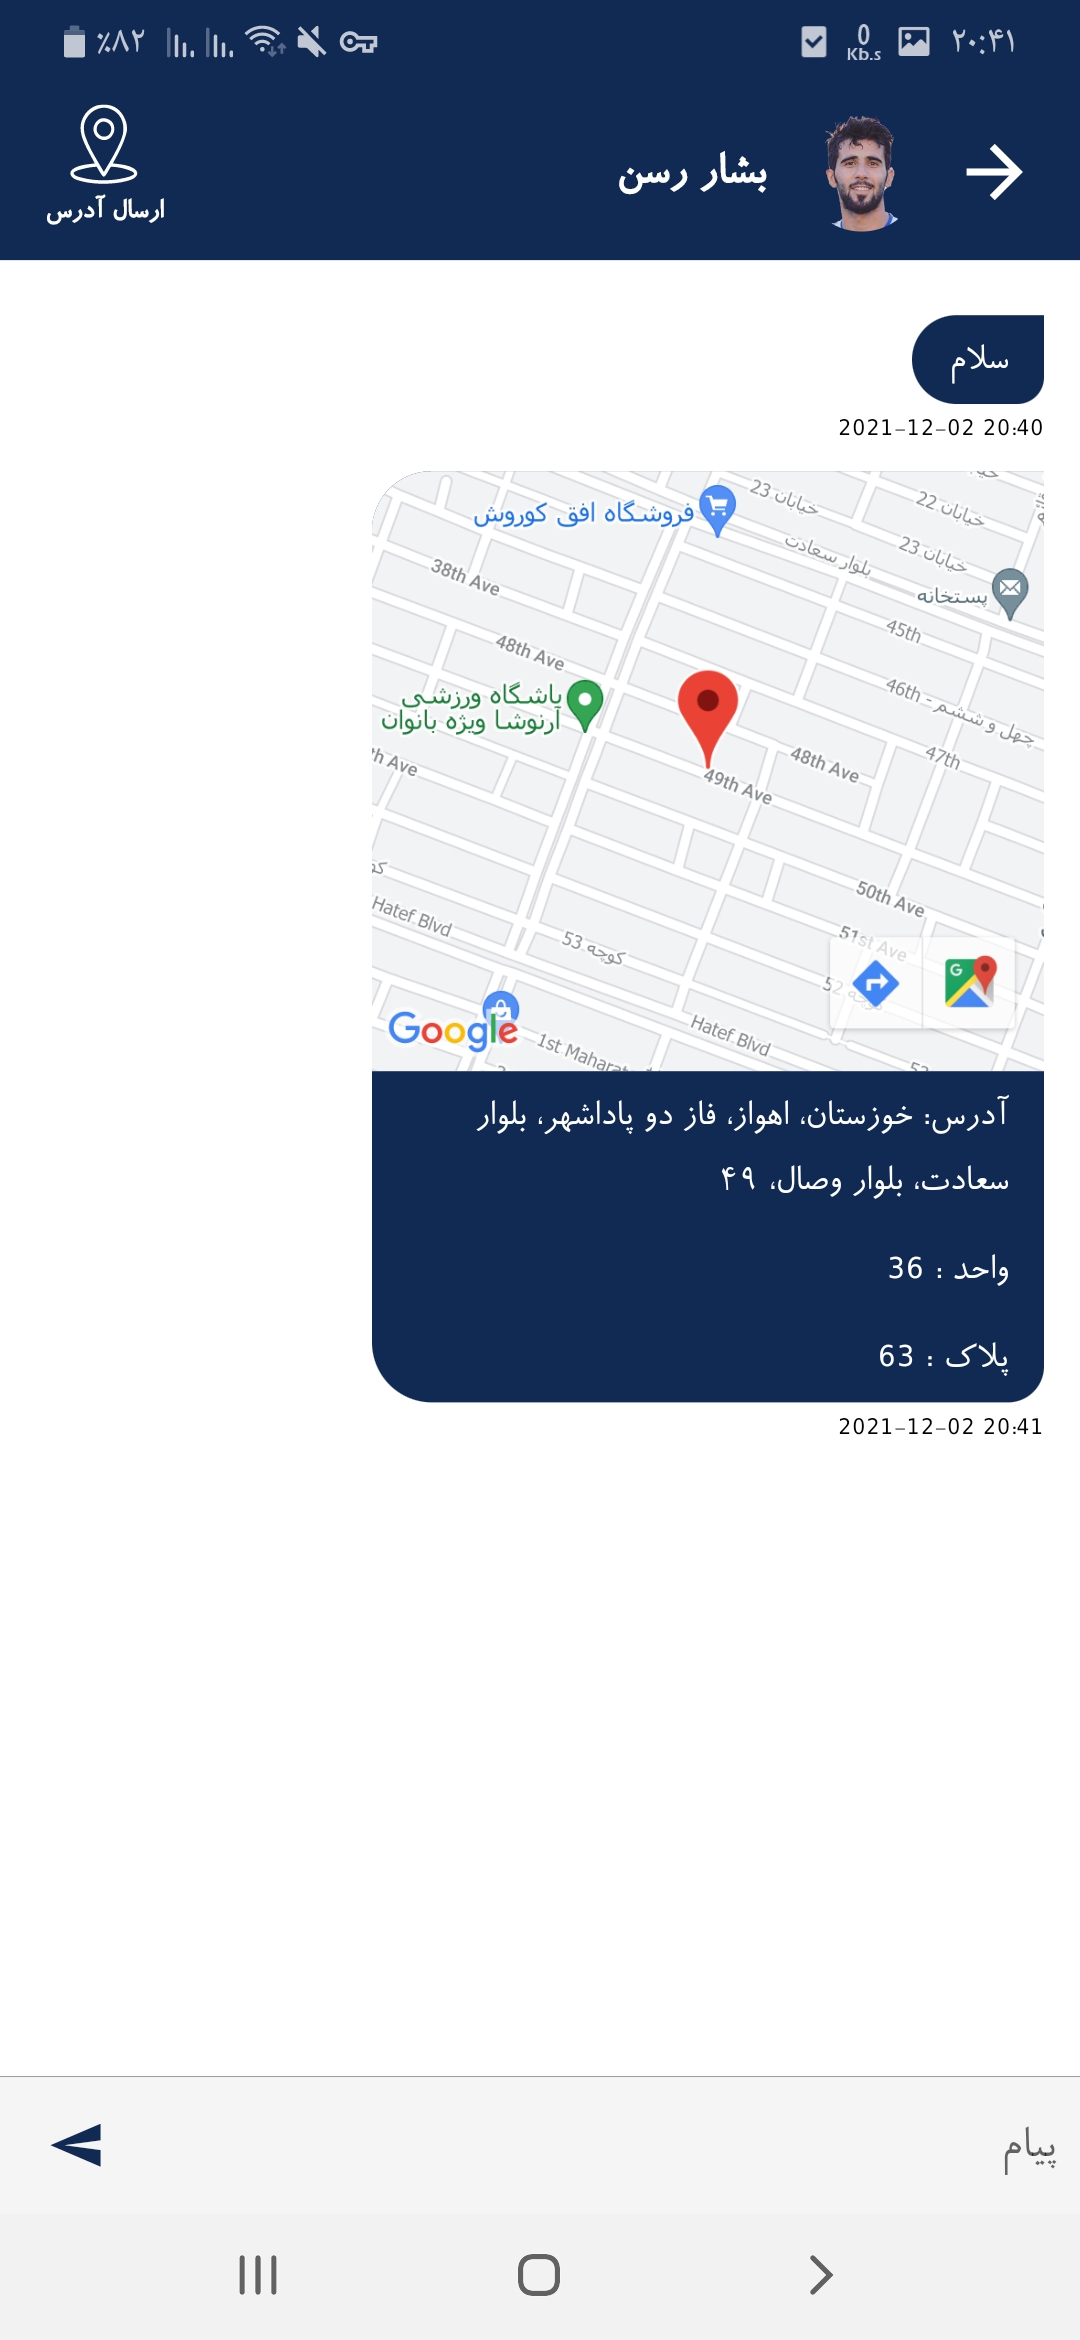 ٪۸۲
0
Kb.s
۲۰:۴۱
بشار رسن
ارسال آدرس
سلام
2021-12-02 20:40
فروشگاه افق کوروش
خیابان 23
خیابان 22
بلوار سعادت
خیابان 23
38th Ave
پستخانه
45th
48th Ave
باشگاه ورزشی
آرنوشا ویژه بانوان
46th - چهل و ششم
47th
48th Ave
49th Ave
th Ave
50th Ave
Hatef Blvd
51st Ave
کوچه 53
Hatef Blvd
Google
1st Maharat
آدرس: خوزستان، اهواز، فاز دو پاداشهر، بلوار
سعادت، بلوار وصال، ۴۹
واحد : 36
پلاک : 63
2021-12-02 20:41
پیام